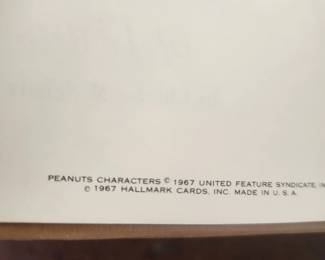 PEANUTS CHARACTERS © 1967 UNITED FEATURE SYNDICATE, IN
© 1967 HALLMARK CARDS, INC. MADE IN U.S.A.